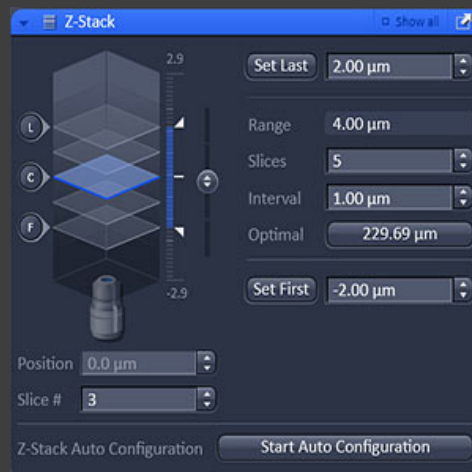 Z-Stack
Show all
2.9
Set Last 2.00 µm
L
Range 4.00 µm
Slices 5
C
Interval 1.00 µm
F
Optimal 229.69 µm
-2.9
Set First -2.00 µm
Position 0.0 µm
Slice # 3
Z-Stack Auto Configuration Start Auto Configuration